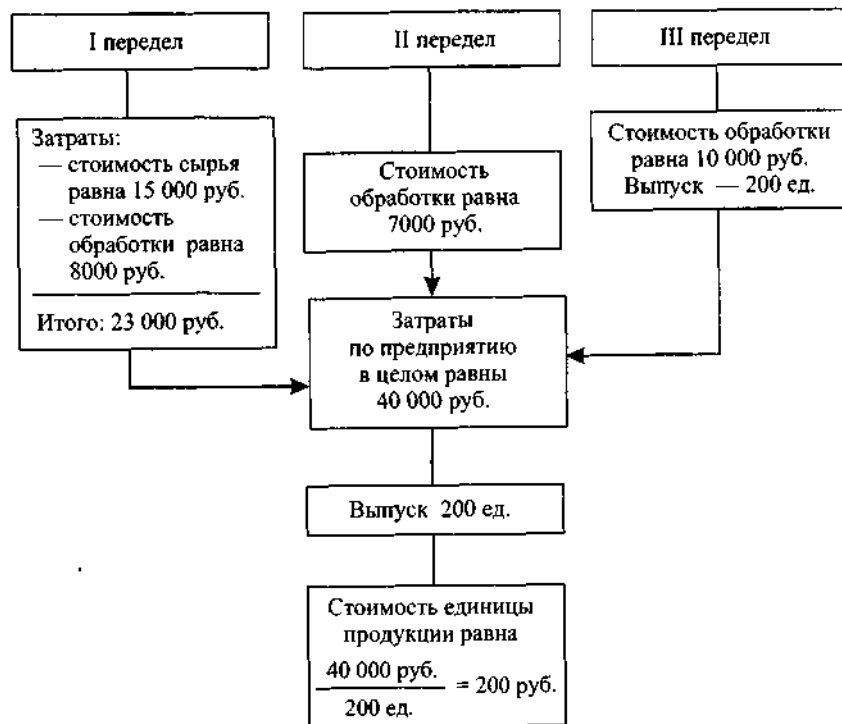 I передел
II передел
III передел
Затраты:
— стоимость сырья
равна 15 000 руб.
— стоимость
обработки равна
8000 руб.
Итого: 23 000 руб.
Стоимость
обработки равна
7000 руб.
Стоимость обработки
равна 10 000 руб.
Выпуск — 200 ед.
Затраты
по предприятию
в целом равны
40 000 руб.
Выпуск 200 ед.
Стоимость единицы
продукции равна
40 000 руб.
200 ед.
= 200 руб.